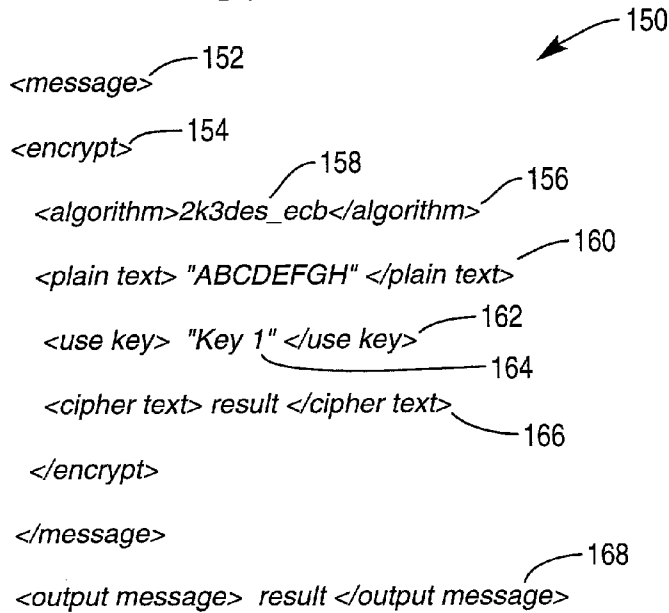 150
152
<message>
154
<encrypt>
158
<algorithm>2k3des_ecb</algorithm>
156
160
<plain text> "ABCDEFGH" </plain text>
<use key> "Key 1" </use key>
162
164
<cipher text> result </cipher text>
166
</encrypt>
</message>
168
<output message> result </output message>